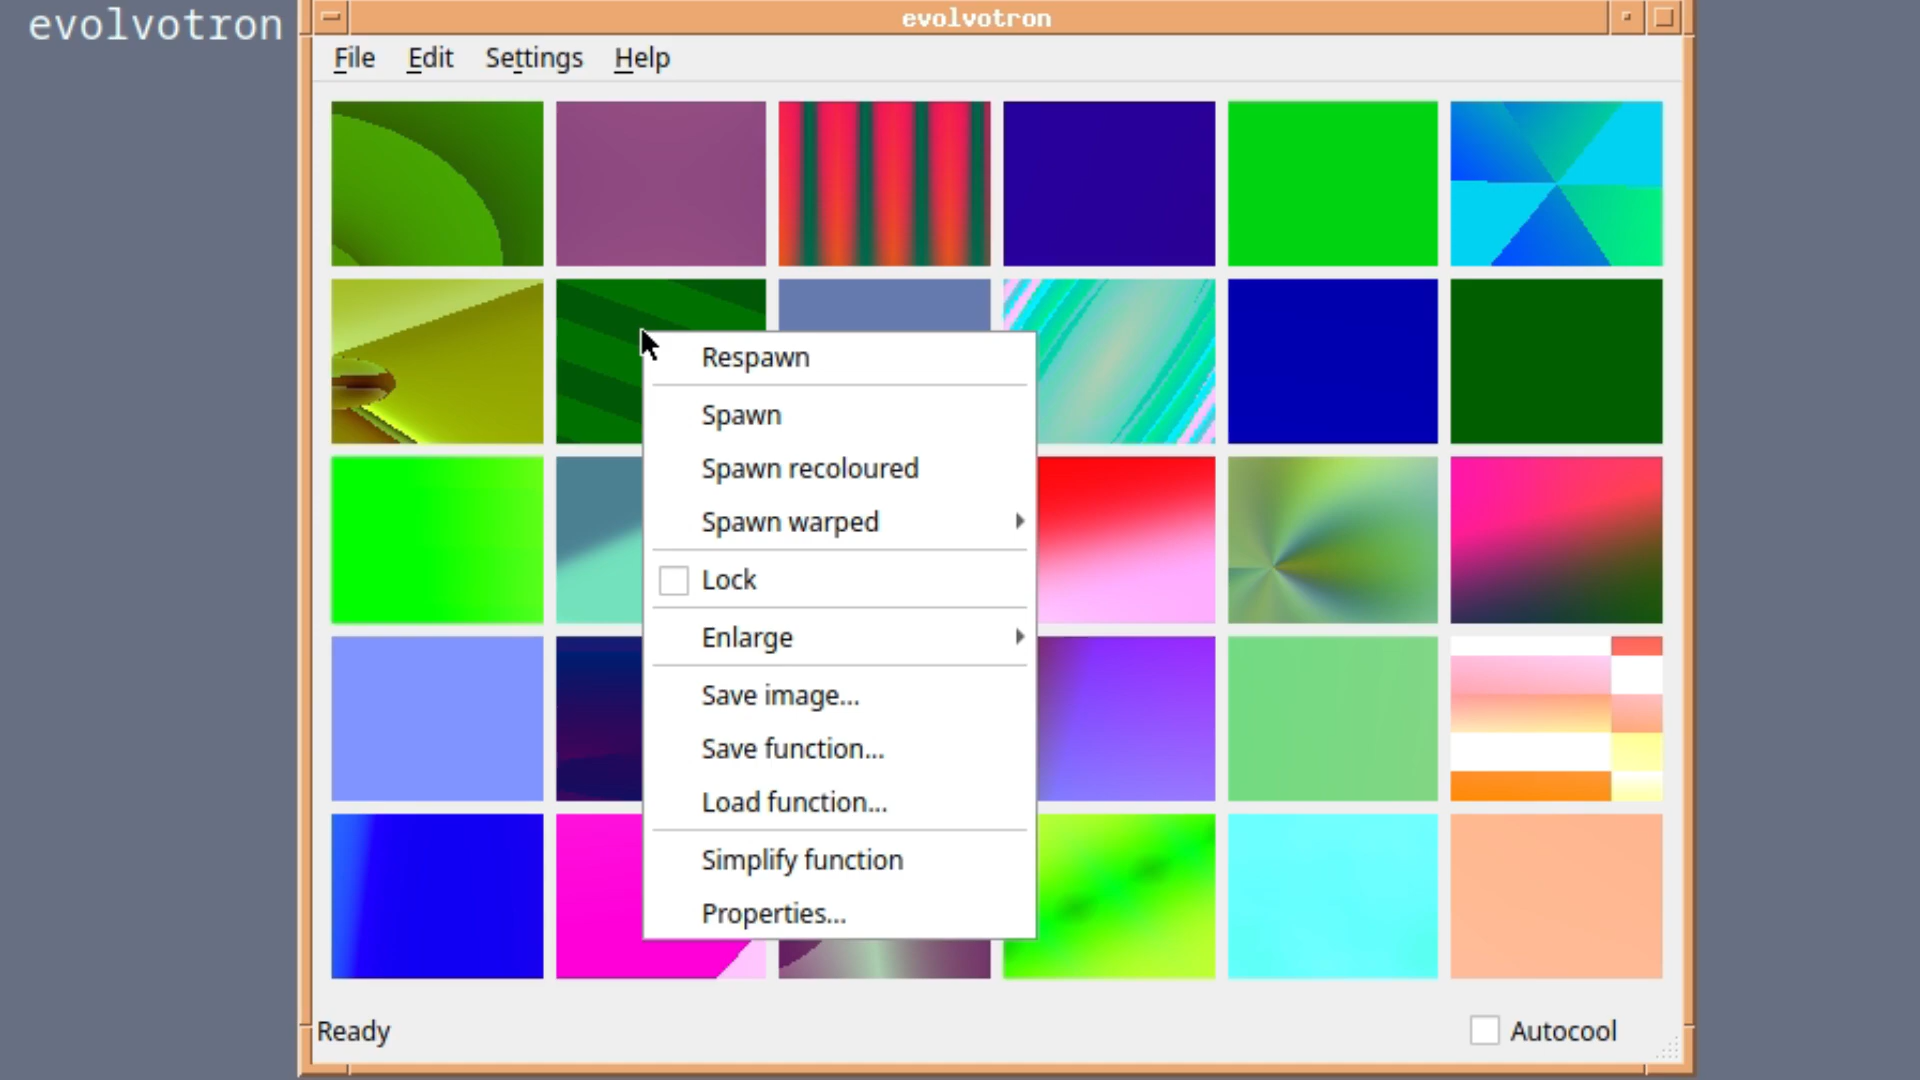 evolvotron
evolvotron
File Edit Settings Help
Respawn
Spawn
Spawn recoloured
Spawn warped
Lock
Enlarge
Save image...
Save function...
Load function...
Simplify function
Properties...
Ready
Autocool